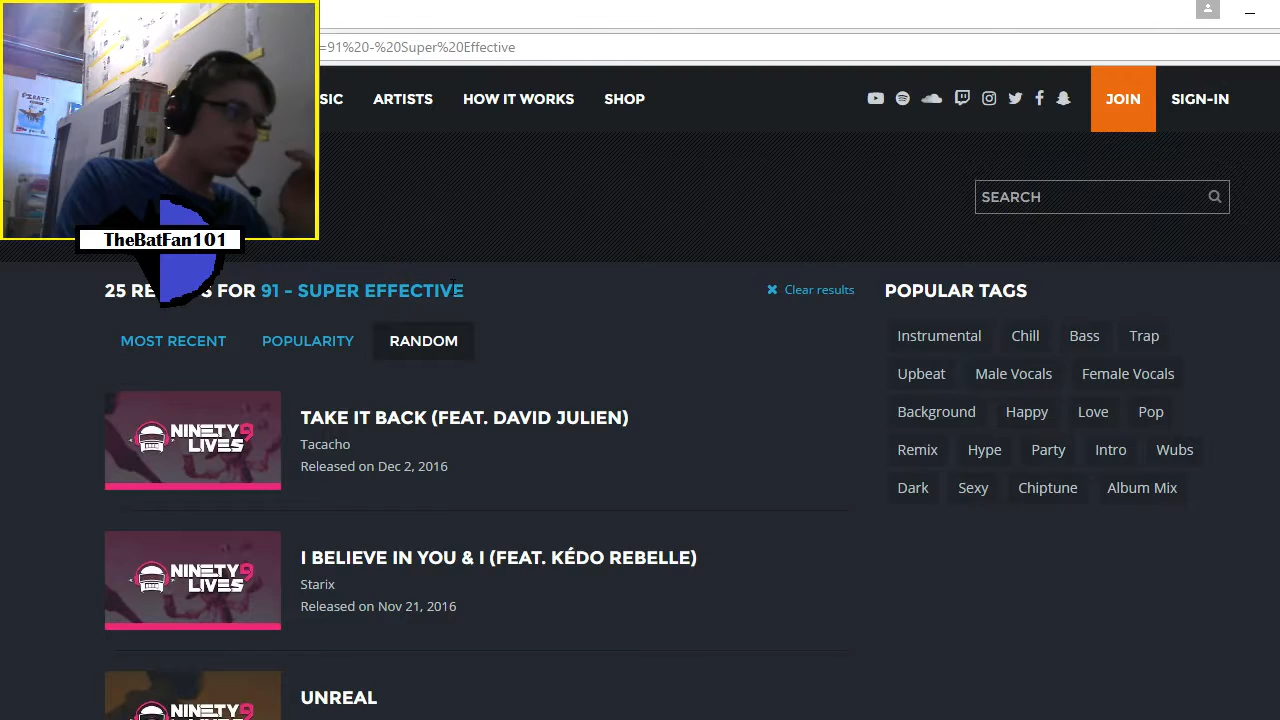 =91%20-%20Super%20Effective
SIC ARTISTS HOW IT WORKS SHOP JOIN SIGN-IN
PIRATE
SEARCH
TheBatFan101
25 RE S FOR 91 - SUPER EFFECTIVE
Clear results
MOST RECENT POPULARITY RANDOM
NINETY9 LIVES
TAKE IT BACK (FEAT. DAVID JULIEN)
Tacacho
Released on Dec 2, 2016
NINETY9 LIVES
I BELIEVE IN YOU & I (FEAT. KÉDO REBELLE)
Starix
Released on Nov 21, 2016
NINETY9 LIVES
UNREAL
POPULAR TAGS
Instrumental Chill Bass Trap
Upbeat Male Vocals Female Vocals
Background Happy Love Pop
Remix Hype Party Intro Wubs
Dark Sexy Chiptune Album Mix